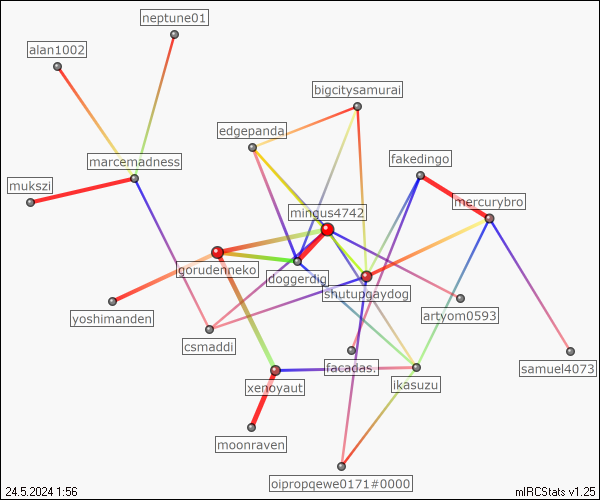 neptune01
alan1002
bigcitysamurai
edgepanda
marcemadness
fakedingo
mukszi
mercurybro
mingus4742
gorudenneko
doggerdig
shutupgaydog
artyom0593
yoshimanden
csmaddi
facadas.
samuel4073
xenoyaut
ikasuzu
moonraven
oipropqewe0171#0000
24.5.2024 1:56
mIRCStats v1.25